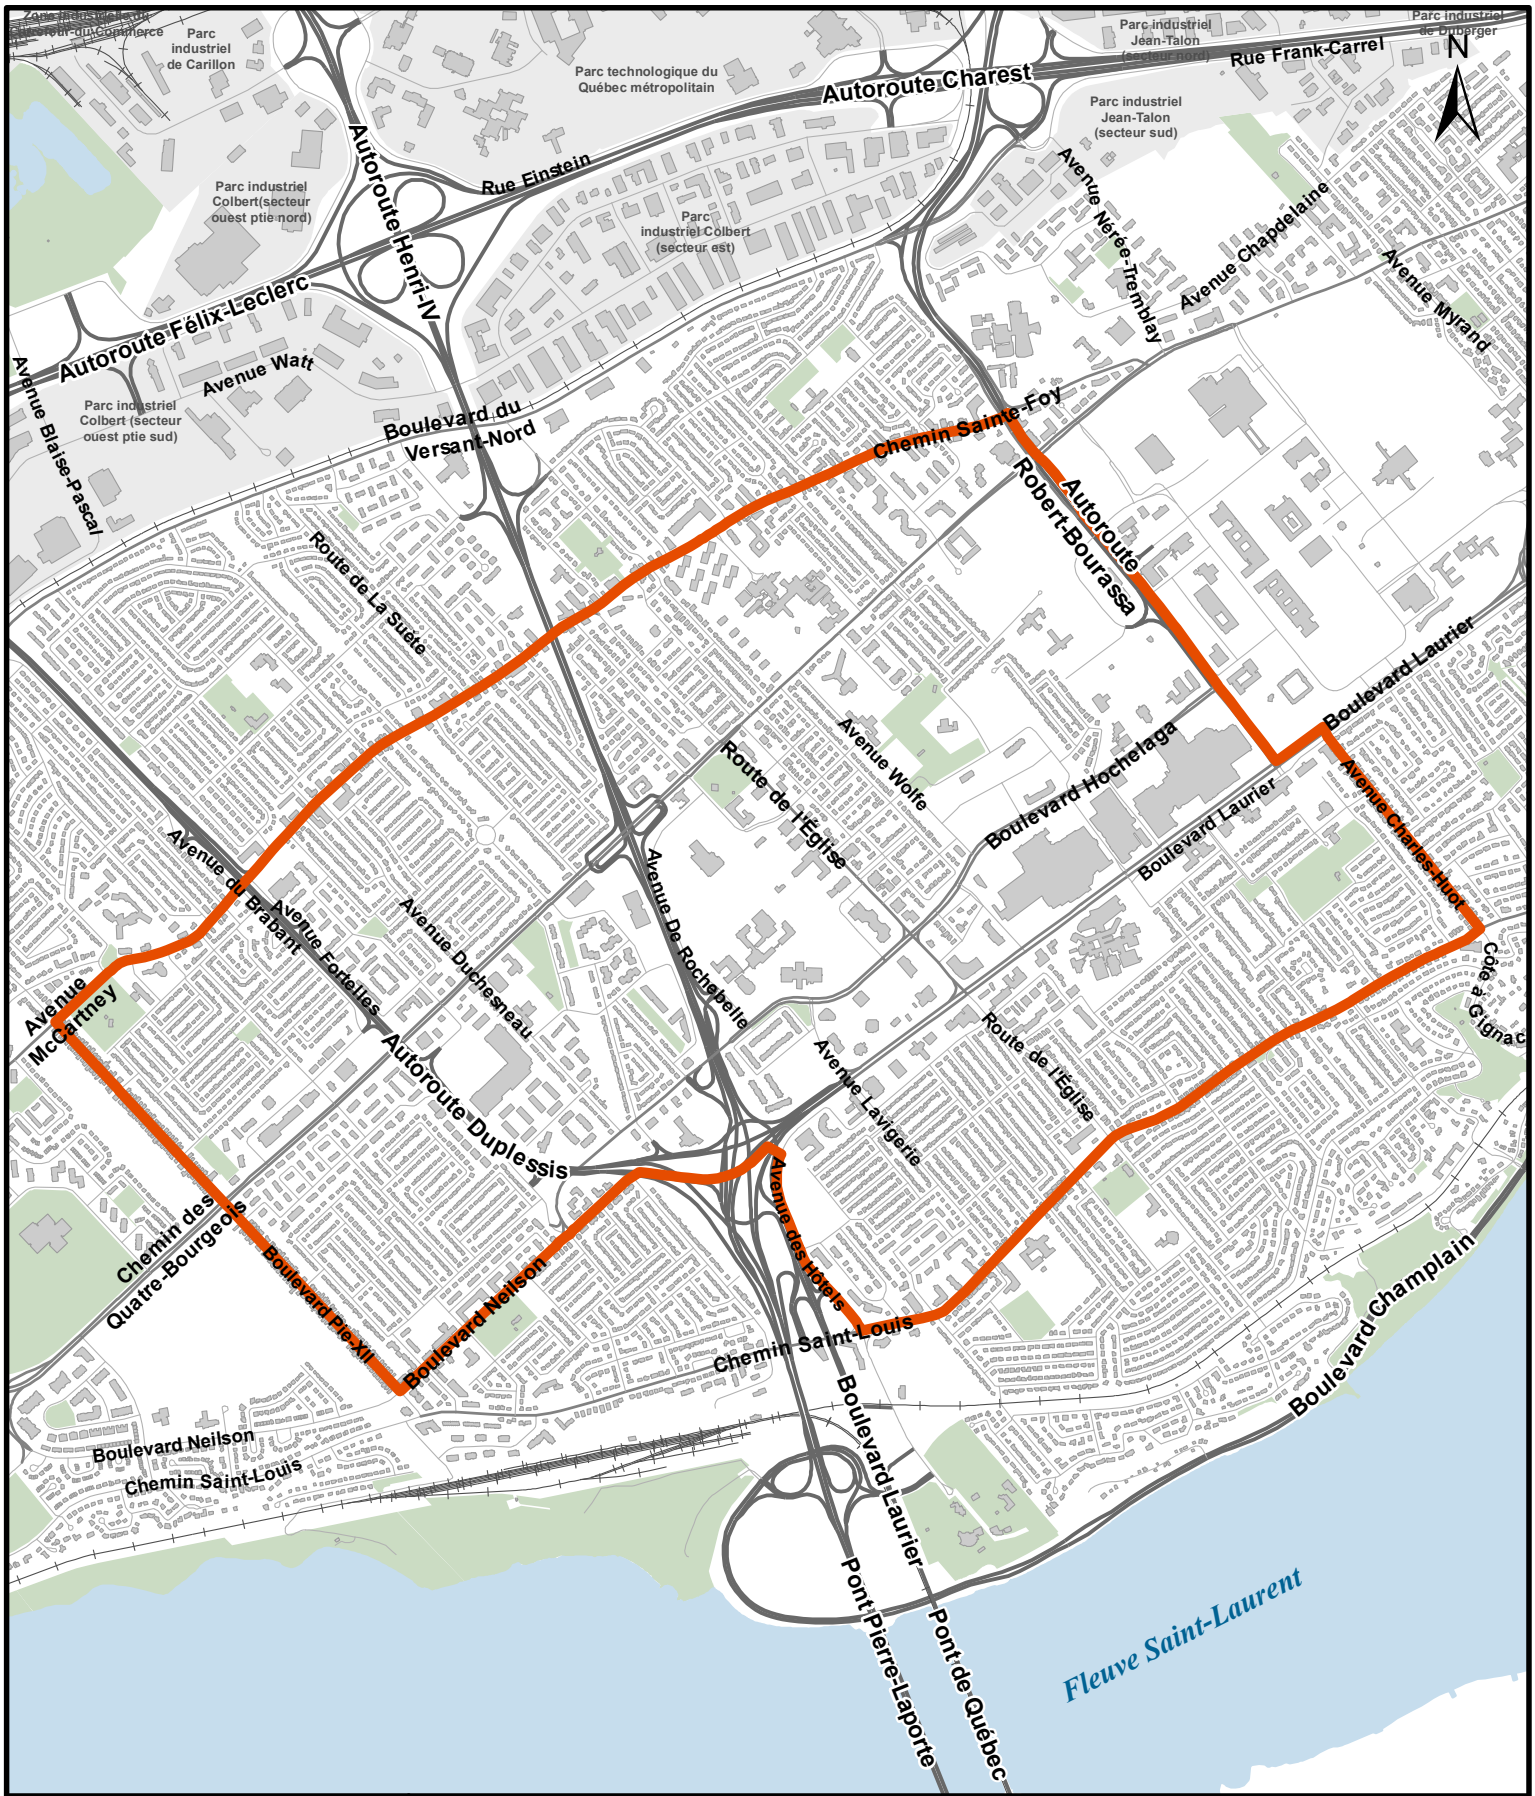 Zone industrielle du
Carrefour-du-Commerce
Parc
industriel
de Carillon
Parc technologique du
Québec métropolitain
Autoroute Charest
Parc industriel
Jean-Talon
(secteur nord)
Rue Frank-Carrel
Parc industriel
de Duberger
N
Parc industriel
Jean-Talon
(secteur sud)
Autoroute Henri-IV
Rue Einstein
Parc industriel
Colbert(secteur
ouest ptie nord)
Parc
industriel Colbert
(secteur est)
Avenue Nérée-Tremblay
Avenue Chapdelaine
Avenue Myrand
Autoroute Félix-Leclerc
Avenue Watt
Avenue Blaise-Pascal
Parc industriel
Colbert (secteur
ouest ptie sud)
Boulevard du
Versant-Nord
Chemin Sainte-Foy
Autoroute
Robert-Bourassa
Route de La Suète
Boulevard Laurier
Avenue Wolfe
Route de l'Église
Boulevard Hochelaga
Boulevard Laurier
Avenue Charles-Huot
Avenue du Brabant
Avenue Fortelles
Avenue Duchesneau
Avenue De Rochebelle
Côte à Gignac
Avenue
McCartney
Autoroute Duplessis
Route de l'Église
Avenue Lavigerie
Chemin des
Quatre-Bourgeois
Boulevard Pie-XII
Boulevard Neilson
Avenue des Hôtels
Chemin Saint-Louis
Boulevard Champlain
Boulevard Neilson
Chemin Saint-Louis
Boulevard Laurier
Pont Pierre-Laporte
Pont de Québec
Fleuve Saint-Laurent